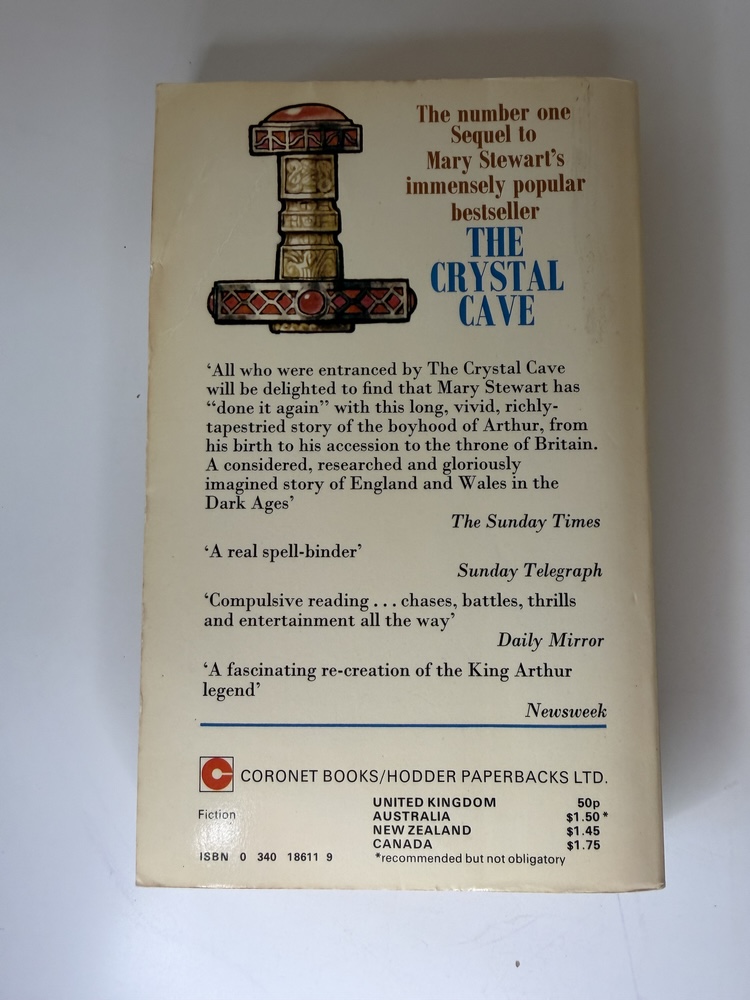 The number one
Sequel to
Mary Stewart's
immensely popular
bestseller
THE
CRYSTAL
CAVE
‘All who were entranced by The Crystal Cave
will be delighted to find that Mary Stewart has
“done it again” with this long, vivid, richly-
tapestried story of the boyhood of Arthur, from
his birth to his accession to the throne of Britain.
A considered, researched and gloriously
imagined story of England and Wales in the
Dark Ages’
The Sunday Times
‘A real spell-binder’
Sunday Telegraph
‘Compulsive reading ... chases, battles, thrills
and entertainment all the way’
Daily Mirror
‘A fascinating re-creation of the King Arthur
legend’
Newsweek
CORONET BOOKS/HODDER PAPERBACKS LTD.
Fiction
UNITED KINGDOM 50p
AUSTRALIA $1.50*
NEW ZEALAND $1.45
CANADA $1.75
ISBN 0 340 18611 9 *recommended but not obligatory